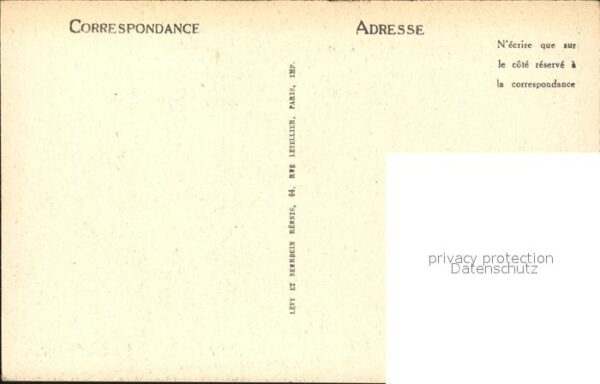 CORRESPONDANCE
ADRESSE
N'écrire que sur
le côté réservé à
la correspondance
LÉVY ET NEURDEIN RÉUNIS, 44, RUE LETELLIER, PARIS, IMP.
privacy protection
Datenschutz